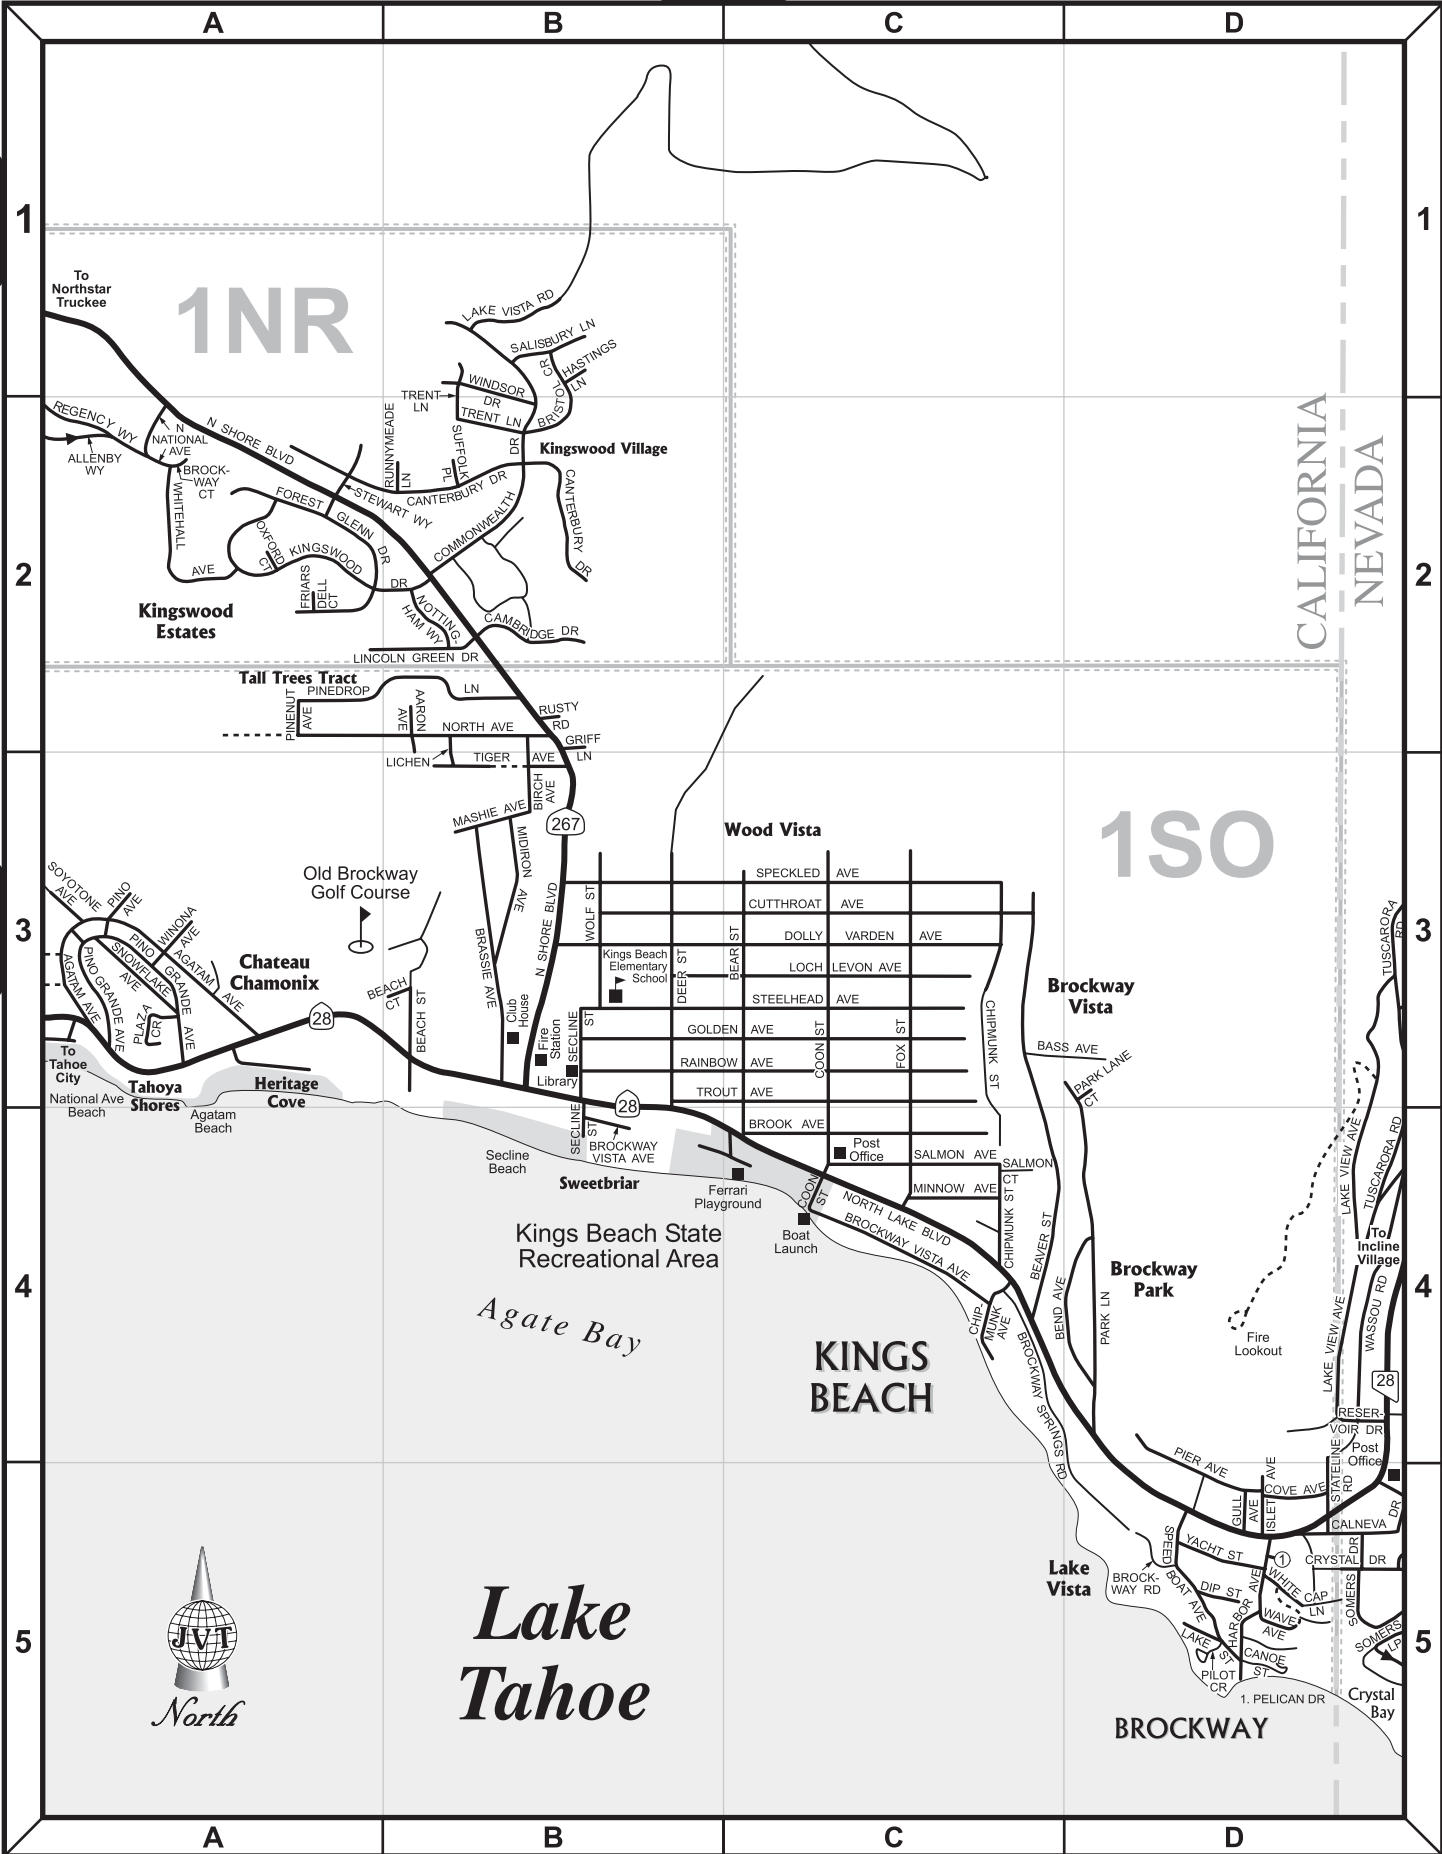 A B C D
1 1
To
Northstar
Truckee
1NR
LAKE VISTA RD
SALISBURY LN
HASTINGS
LN
BRISTOL CR
WINDSOR
DR
TRENT
LN
TRENT LN
REGENCY WY
ALLENBY
WY
N
NATIONAL
AVE
BROCK-
WAY
CT
N SHORE BLVD
RUNNYMEADE
LN
SUFFOLK
PL
DR
Kingswood Village
CANTERBURY DR
CANTERBURY
DR
STEWART WY
WHITEHALL
AVE
FOREST
GLENN
DR
OXFORD
CT
KINGSWOOD
DR
COMMONWEALTH
CALIFORNIA
NEVADA
2 2
FRIARS
DELL
CT
Kingswood
Estates
NOTTING-
HAM WY
CAMBRIDGE DR
LINCOLN GREEN DR
Tall Trees Tract
PINEDROP
LN
PINENUT
AVE
AARON
AVE
NORTH AVE
RUSTY
RD
GRIFF
LN
LICHEN
TIGER AVE
BIRCH
AVE
MASHIE AVE
MIDIRON
AVE
267
Wood Vista
1SO
Old Brockway
Golf Course
SPECKLED AVE
CUTTHROAT AVE
DOLLY VARDEN AVE
LOCH LEVON AVE
STEELHEAD AVE
GOLDEN AVE
RAINBOW AVE
TROUT AVE
BROOK AVE
3 3
SOYOTONE
AVE
PINO
AVE
WINONA
AVE
PINO GRANDE AVE
SNOWFLAKE
AVE
AGATAM
AVE
AGATAM AVE
PINO GRANDE AVE
PLAZA
CR
Chateau
Chamonix
28
BEACH
CT
BEACH ST
BRASSIE AVE
N SHORE BLVD
WOLF ST
Kings Beach
Elementary
School
DEER ST
BEAR ST
COON ST
FOX ST
CHIPMUNK ST
Club
House
Fire
Station
SECLINE
ST
Library
28
Brockway
Vista
BASS AVE
PARK LANE
CT
TUSCARORA
RD
To
Tahoe
City
National Ave
Beach
Tahoya
Shores
Agatam
Beach
Heritage
Cove
Secline
Beach
SECLINE
ST
BROCKWAY
VISTA AVE
Sweetbriar
Ferrari
Playground
Post
Office
SALMON AVE
SALMON
CT
MINNOW AVE
COON
ST
Boat
Launch
NORTH LAKE BLVD
BROCKWAY VISTA AVE
CHIPMUNK ST
BEAVER ST
Kings Beach State
Recreational Area
Agate Bay
KINGS
BEACH
CHIP-
MUNK
AVE
BROCKWAY SPRINGS RD
BEND AVE
PARK LN
Brockway
Park
Fire
Lookout
LAKE VIEW AVE
TUSCARORA RD
To
Incline
Village
LAKE VIEW AVE
WASSOU RD
28
4 4
RESER-
VOIR DR
Post
Office
PIER AVE
GULL
AVE
ISLET
AVE
COVE AVE
STATELINE
RD
CALNEVA
DR
SPEED
BOAT AVE
YACHT ST
1
CRYSTAL DR
BROCK-
WAY RD
Lake
Vista
DIP ST
HARBOR
AVE
WHITE
CAP
LN
WAVE
AVE
SOMERS
DR
SOMERS
LP
LAKE
ST
PILOT
CR
CANOE
ST
1. PELICAN DR
Crystal
Bay
BROCKWAY
Lake
Tahoe
JVT
North
5 5
A B C D